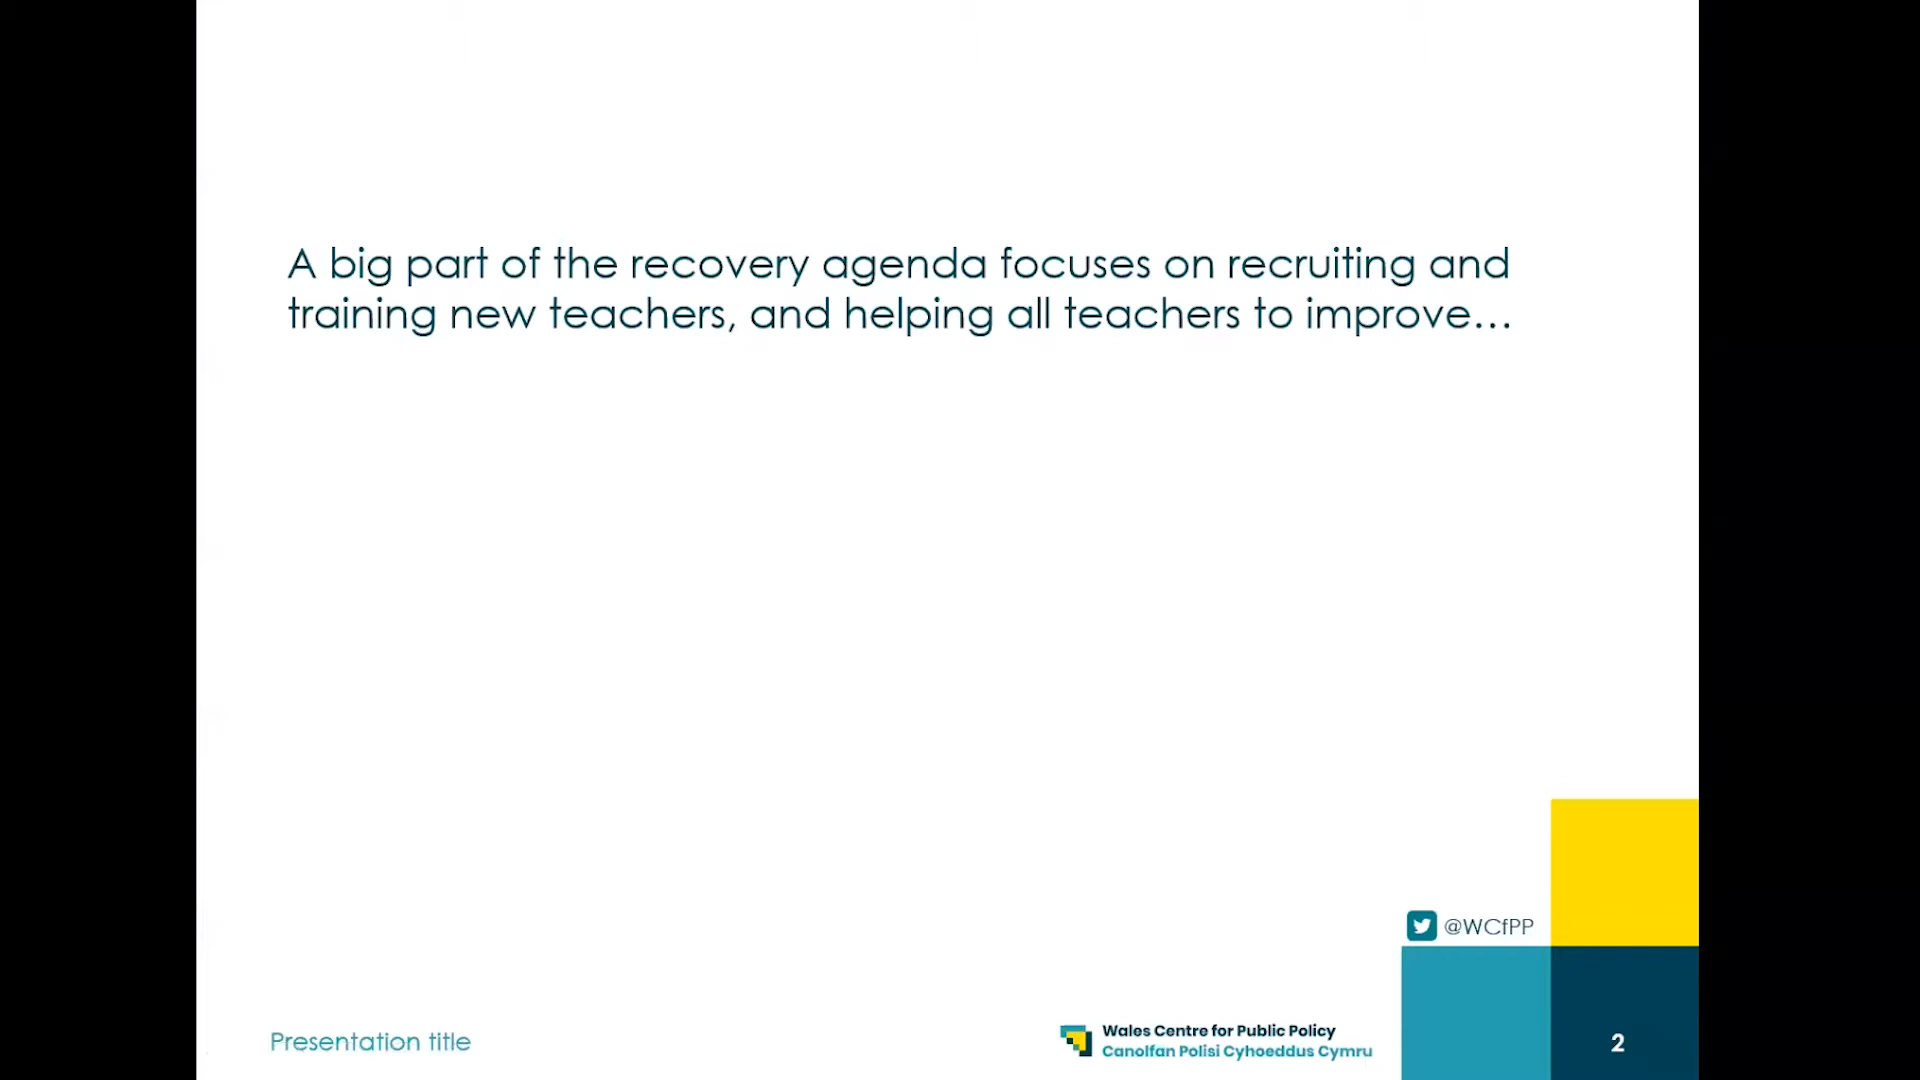 A big part of the recovery agenda focuses on recruiting and
training new teachers, and helping all teachers to improve…
@WCfPP
Presentation title
Wales Centre for Public Policy
Canolfan Polisi Cyhoeddus Cymru
2